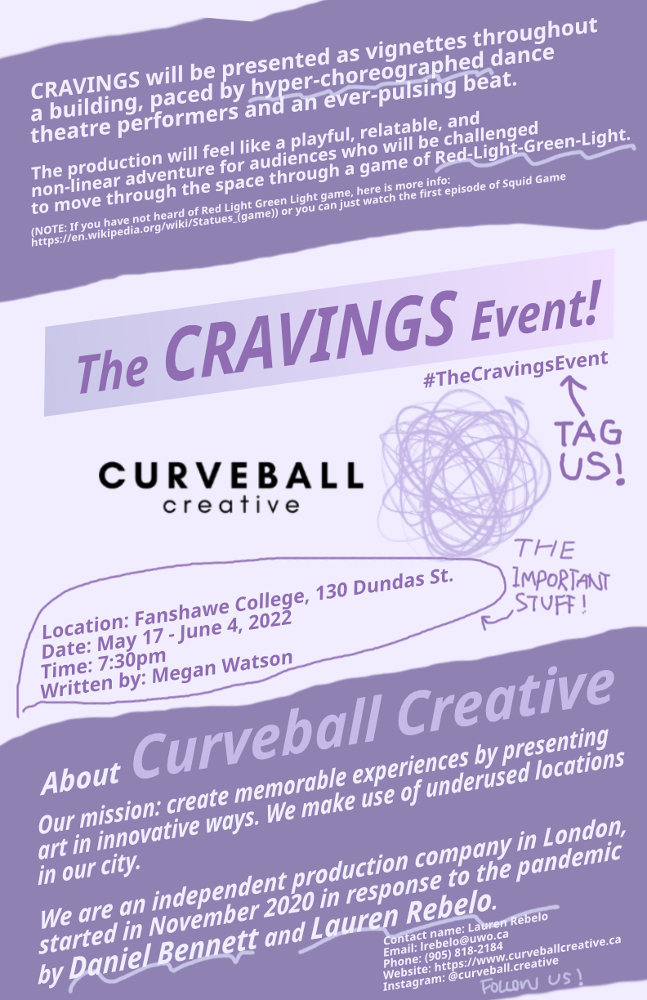 CRAVINGS will be presented as vignettes throughout
a building, paced by hyper-choreographed dance
theatre performers and an ever-pulsing beat.
The production will feel like a playful, relatable, and
non-linear adventure for audiences who will be challenged
to move through the space through a game of Red-Light-Green-Light.
(NOTE: If you have not heard of Red Light Green Light game, here is more info:
https://en.wikipedia.org/wiki/Statues_(game)) or you can just watch the first episode of Squid Game
The CRAVINGS Event!
#TheCravingsEvent
TAG
US!
CURVEBALL
creative
THE
IMPORTANT
STUFF!
Location: Fanshawe College, 130 Dundas St.
Date: May 17 - June 4, 2022
Time: 7:30pm
Written by: Megan Watson
About Curveball Creative
Our mission: create memorable experiences by presenting
art in innovative ways. We make use of underused locations
in our city.
We are an independent production company in London,
started in November 2020 in response to the pandemic
by Daniel Bennett and Lauren Rebelo.
Contact name: Lauren Rebelo
Email: lrebelo@uwo.ca
Phone: (905) 818-2184
Website: https://www.curveballcreative.ca
Instagram: @curveball.creative
Follow us!